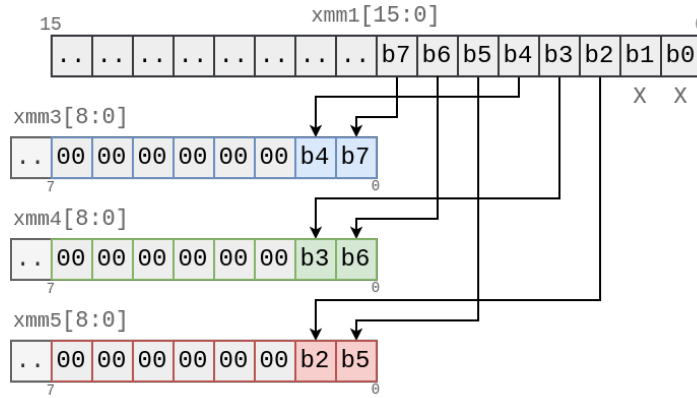 xmm1[15:0]
15
.. .. .. .. .. .. .. .. b7 b6 b5 b4 b3 b2 b1 b0
X X
xmm3[8:0]
.. 00 00 00 00 00 00 b4 b7
7 0
xmm4[8:0]
.. 00 00 00 00 00 00 b3 b6
7 0
xmm5[8:0]
.. 00 00 00 00 00 00 b2 b5
7 0